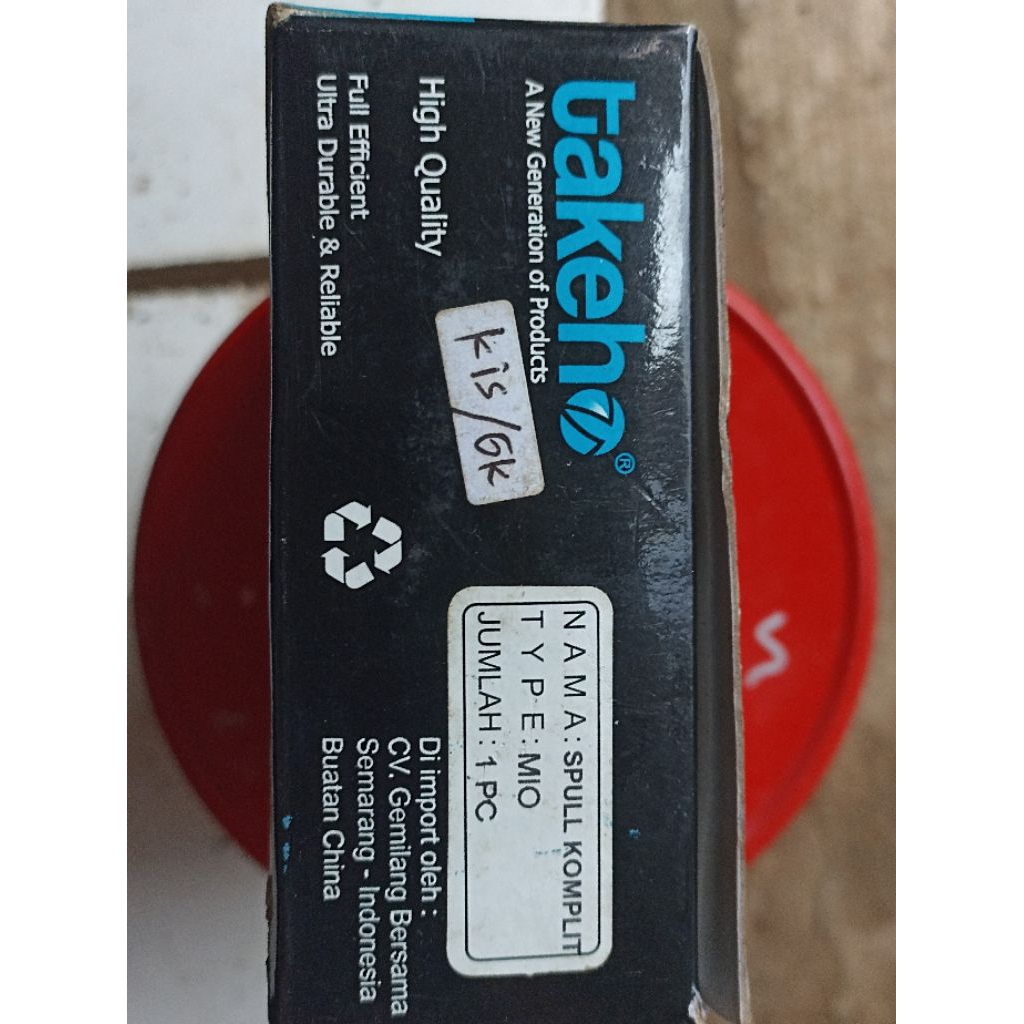 takeho®
A New Generation of Products
High Quality
Full Efficient
Ultra Durable & Reliable
kis/GK
NAMA : SPULL KOMPLIT
TYPE : MIO
JUMLAH : 1 PC
Di import oleh :
CV. Gemilang Bersama
Semarang - Indonesia
Buatan China